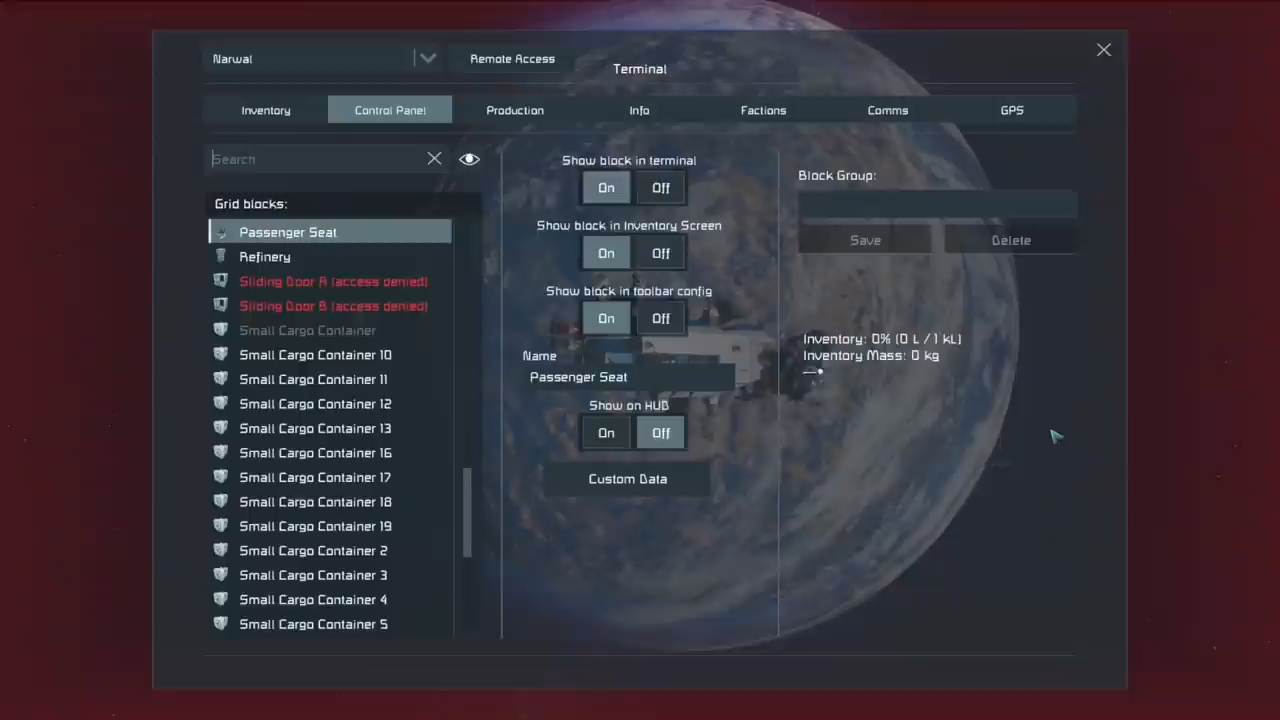 Narwal
Remote Access
Terminal
Inventory
Control Panel
Production
Info
Factions
Comms
GPS
Search
Grid blocks:
Passenger Seat
Refinery
Sliding Door A (access denied)
Sliding Door B (access denied)
Small Cargo Container
Small Cargo Container 10
Small Cargo Container 11
Small Cargo Container 12
Small Cargo Container 13
Small Cargo Container 16
Small Cargo Container 17
Small Cargo Container 18
Small Cargo Container 19
Small Cargo Container 2
Small Cargo Container 3
Small Cargo Container 4
Small Cargo Container 5
Show block in terminal
On Off
Show block in Inventory Screen
On Off
Show block in toolbar config
On Off
Name
Passenger Seat
Show on HUD
On Off
Custom Data
Block Group:
Save Delete
Inventory: 0% (0 L / 1 kL)
Inventory Mass: 0 kg